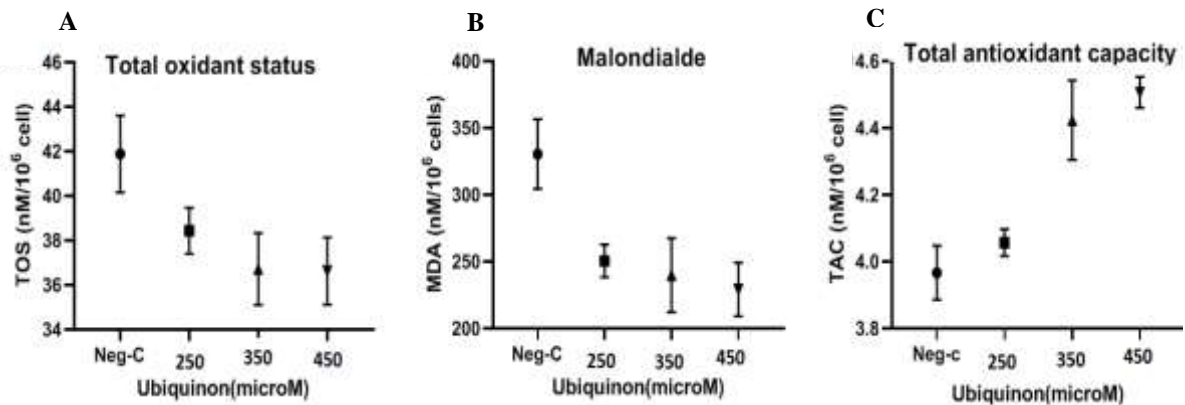 A
Total oxidant status
TOS (nM/10⁶ cell)
46
44
42
40
38
36
34
Neg-C 250 350 450
Ubiquinon(microM)
B
Malondialde
MDA (nM/10⁶ cells)
400
350
300
250
200
Neg-C 250 350 450
Ubiquinon(microM)
C
Total antioxidant capacity
TAC (nM/10⁶ cell)
4.6
4.4
4.2
4.0
3.8
Neg-c 250 350 450
Ubiquinon(microM)